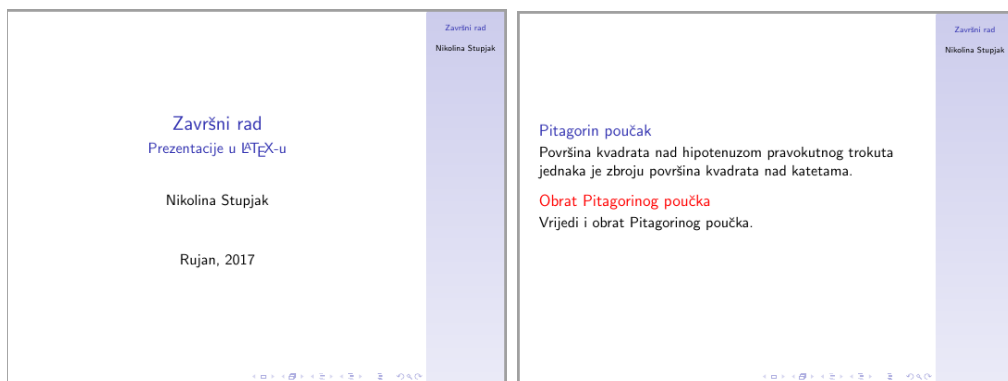 Završni rad
Nikolina Stupjak
Završni rad
Prezentacije u LATEX-u
Nikolina Stupjak
Rujan, 2017
Završni rad
Nikolina Stupjak
Pitagorin poučak
Površina kvadrata nad hipotenuzom pravokutnog trokuta
jednaka je zbroju površina kvadrata nad katetama.
Obrat Pitagorinog poučka
Vrijedi i obrat Pitagorinog poučka.